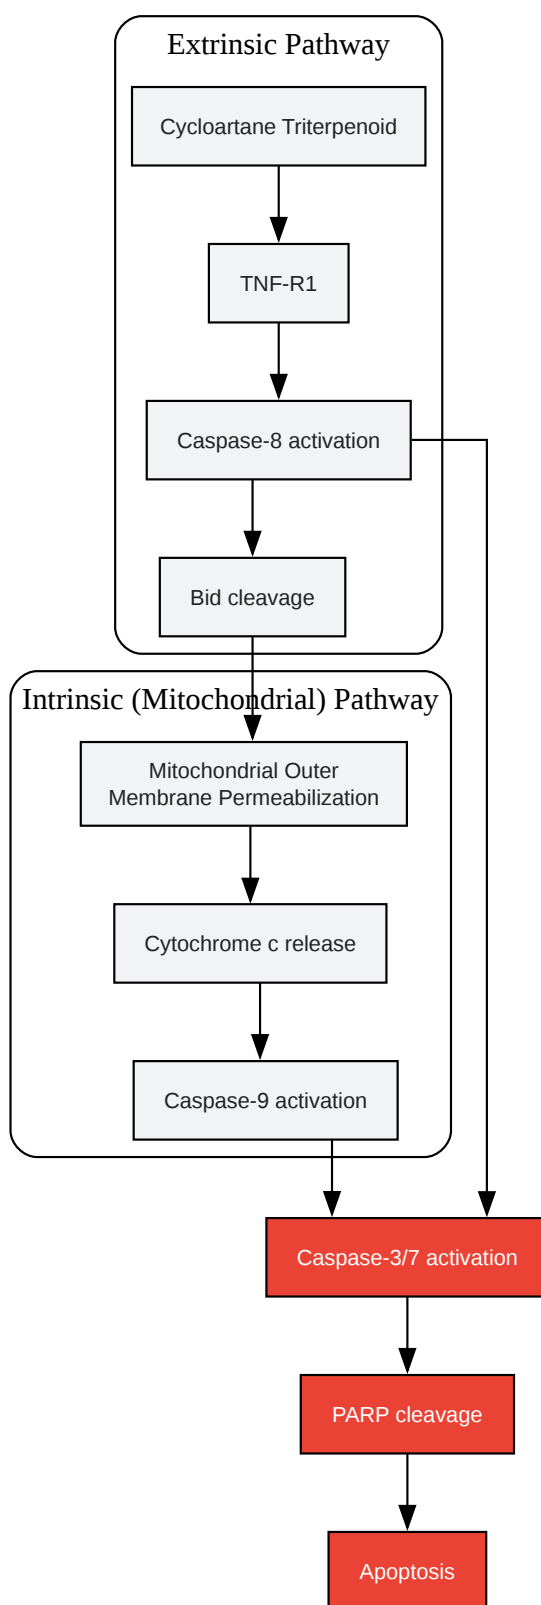 Extrinsic Pathway
Cycloartane Triterpenoid
TNF-R1
Caspase-8 activation
Bid cleavage
Intrinsic (Mitochondrial) Pathway
Mitochondrial Outer
Membrane Permeabilization
Cytochrome c release
Caspase-9 activation
Caspase-3/7 activation
PARP cleavage
Apoptosis